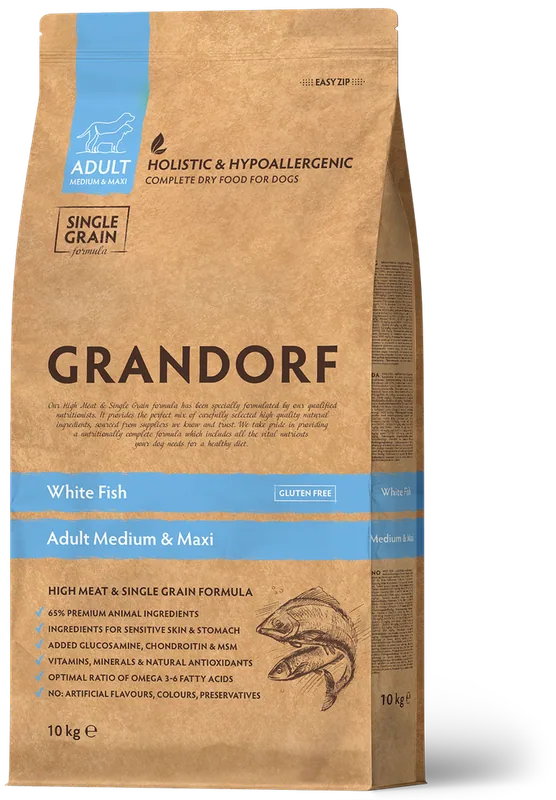 EASY ZIP
ADULT
MEDIUM & MAXI
HOLISTIC & HYPOALLERGENIC
COMPLETE DRY FOOD FOR DOGS
SINGLE
GRAIN
formula
GRANDORF
Our High Meat & Single Grain formula has been specially formulated by our qualified
nutritionists. It provides the perfect mix of carefully selected high quality natural
ingredients, sourced from suppliers we know and trust. We take pride in providing
a nutritionally complete formula which includes all the vital nutrients
your dog needs for a healthy diet.
White Fish
GLUTEN FREE
White Fish
Adult Medium & Maxi
Medium & Maxi
HIGH MEAT & SINGLE GRAIN FORMULA
65% PREMIUM ANIMAL INGREDIENTS
INGREDIENTS FOR SENSITIVE SKIN & STOMACH
ADDED GLUCOSAMINE, CHONDROITIN & MSM
VITAMINS, MINERALS & NATURAL ANTIOXIDANTS
OPTIMAL RATIO OF OMEGA 3-6 FATTY ACIDS
NO: ARTIFICIAL FLAVOURS, COLOURS, PRESERVATIVES
10 kg ℮
10 kg ℮